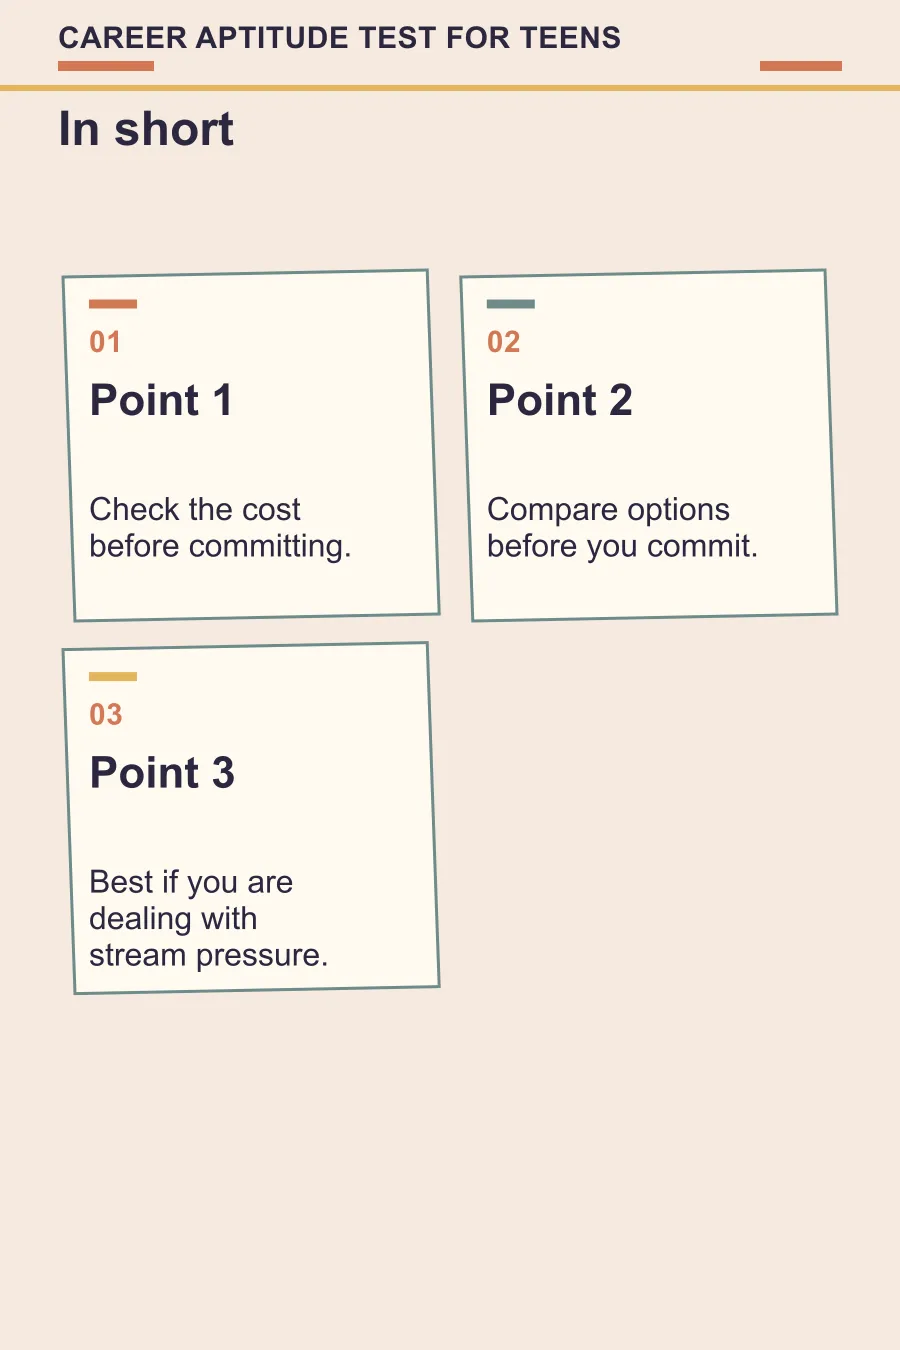 CAREER APTITUDE TEST FOR TEENS
In short
01
Point 1
Check the cost
before committing.
02
Point 2
Compare options
before you commit.
03
Point 3
Best if you are
dealing with
stream pressure.